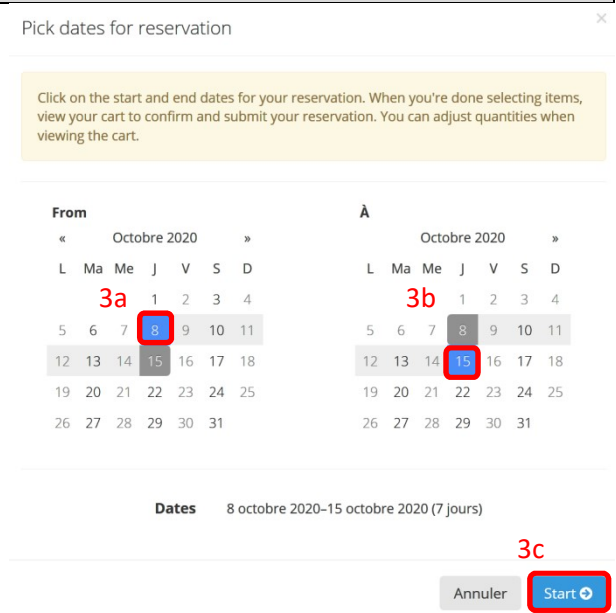 Pick dates for reservation ×
Click on the start and end dates for your reservation. When you're done selecting items,
view your cart to confirm and submit your reservation. You can adjust quantities when
viewing the cart.
From
« Octobre 2020 »
L Ma Me J V S D
3a 1 2 3 4
5 6 7 8 9 10 11
12 13 14 15 16 17 18
19 20 21 22 23 24 25
26 27 28 29 30 31
À
Octobre 2020 »
L Ma Me J V S D
3b 1 2 3 4
5 6 7 8 9 10 11
12 13 14 15 16 17 18
19 20 21 22 23 24 25
26 27 28 29 30 31
Dates 8 octobre 2020–15 octobre 2020 (7 jours)
3c
Annuler Start